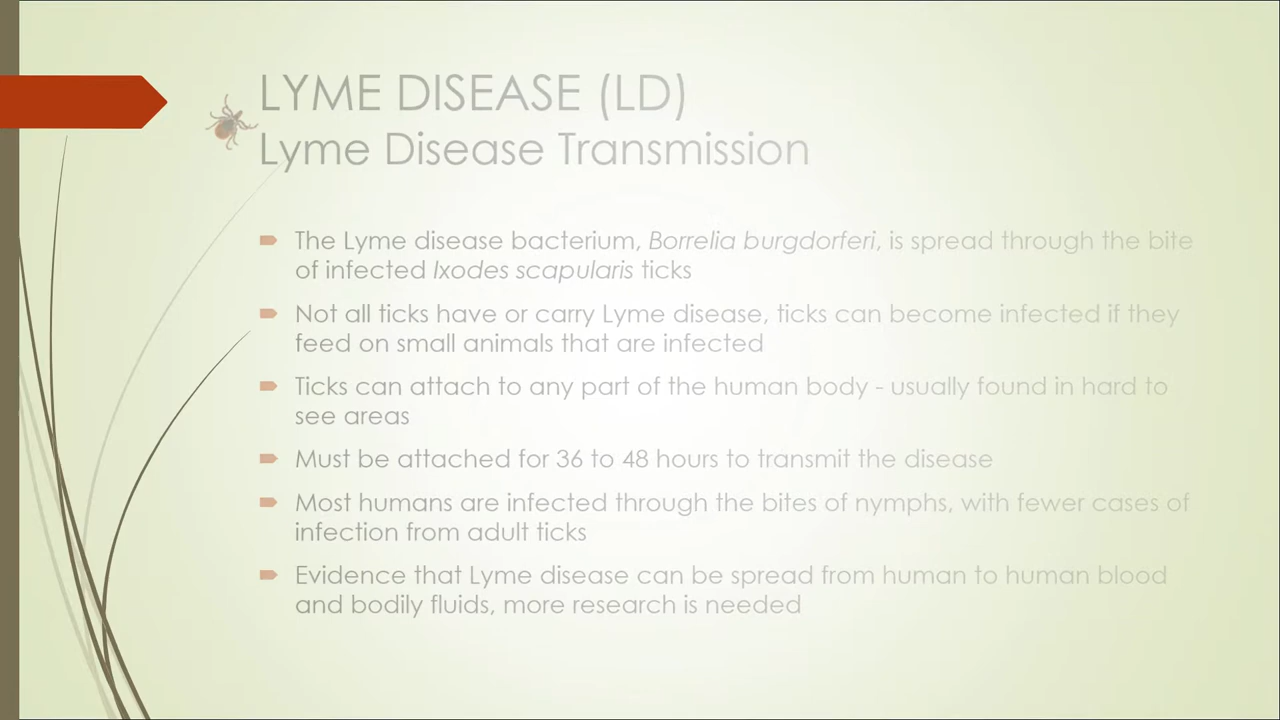 LYME DISEASE (LD)
Lyme Disease Transmission
The Lyme disease bacterium, Borrelia burgdorferi, is spread through the bite
of infected Ixodes scapularis ticks
Not all ticks have or carry Lyme disease, ticks can become infected if they
feed on small animals that are infected
Ticks can attach to any part of the human body - usually found in hard to
see areas
Must be attached for 36 to 48 hours to transmit the disease
Most humans are infected through the bites of nymphs, with fewer cases of
infection from adult ticks
Evidence that Lyme disease can be spread from human to human blood
and bodily fluids, more research is needed